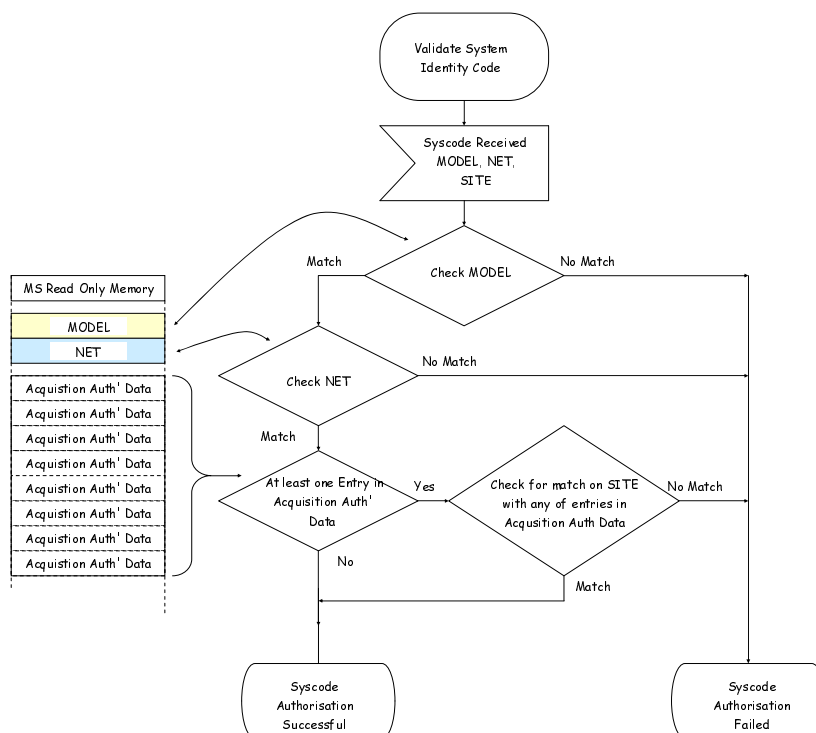 Validate System
Identity Code
Syscode Received
MODEL, NET,
SITE
Match
No Match
Check MODEL
MS Read Only Memory
MODEL
NET
No Match
Check NET
Acquistion Auth' Data
Acquistion Auth' Data
Acquistion Auth' Data
Acquistion Auth' Data
Acquistion Auth' Data
Acquistion Auth' Data
Acquistion Auth' Data
Acquistion Auth' Data
Match
At least one Entry in
Acquisition Auth'
Data
Yes
Check for match on SITE
with any of entries in
Acqusition Auth Data
No Match
No
Match
Syscode
Authorisation
Successful
Syscode
Authorisation
Failed